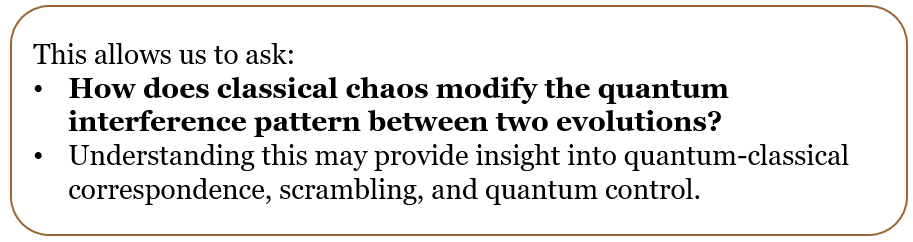 This allows us to ask:
• How does classical chaos modify the quantum
interference pattern between two evolutions?
• Understanding this may provide insight into quantum-classical
correspondence, scrambling, and quantum control.